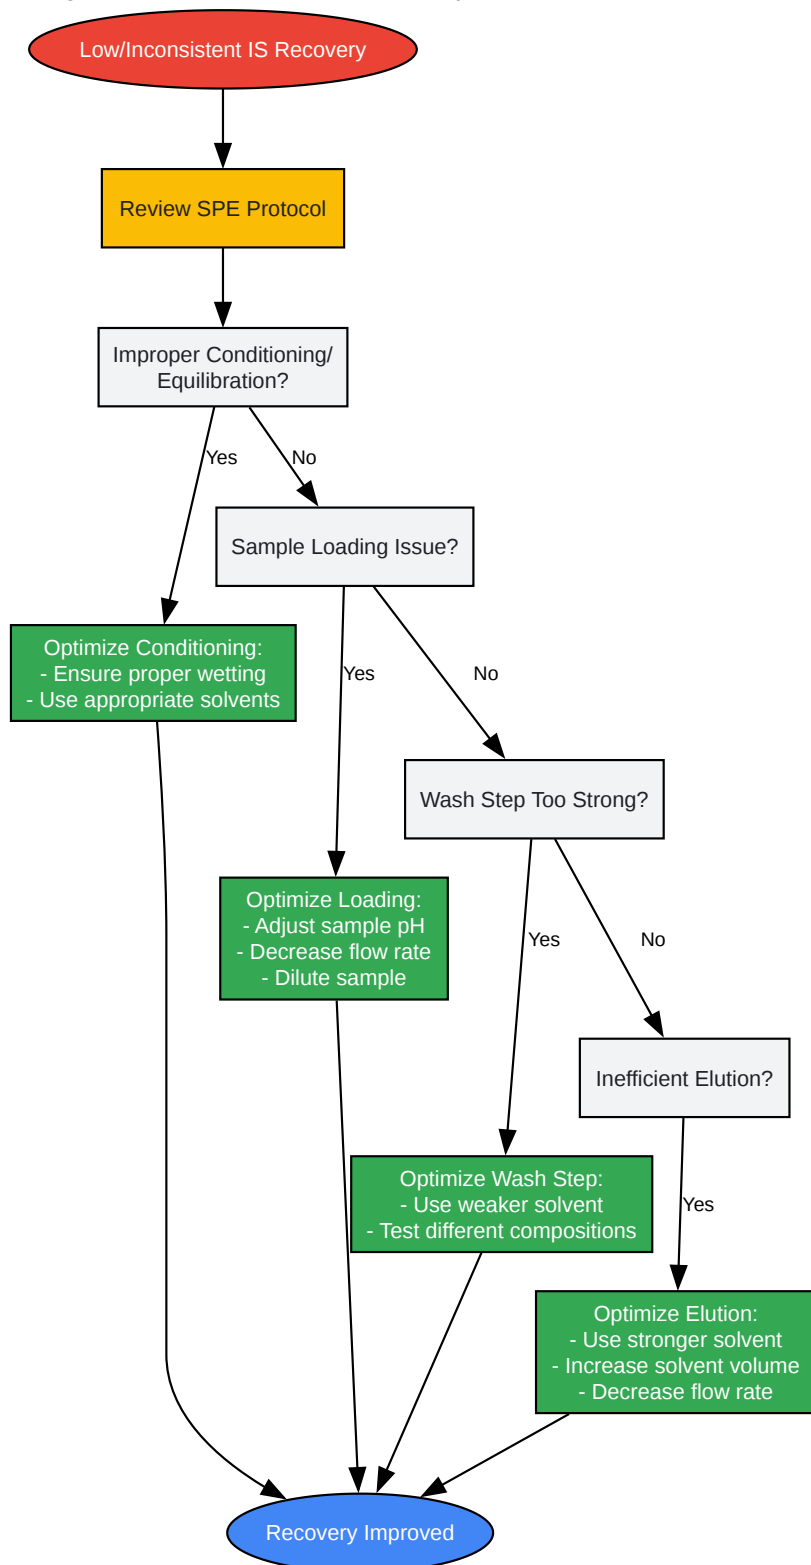 Low/Inconsistent IS Recovery
Review SPE Protocol
Improper Conditioning/
Equilibration?
Yes
No
Sample Loading Issue?
Optimize Conditioning:
- Ensure proper wetting
- Use appropriate solvents
Yes
No
Wash Step Too Strong?
Optimize Loading:
- Adjust sample pH
- Decrease flow rate
- Dilute sample
Yes
No
Inefficient Elution?
Optimize Wash Step:
- Use weaker solvent
- Test different compositions
Yes
Optimize Elution:
- Use stronger solvent
- Increase solvent volume
- Decrease flow rate
Recovery Improved